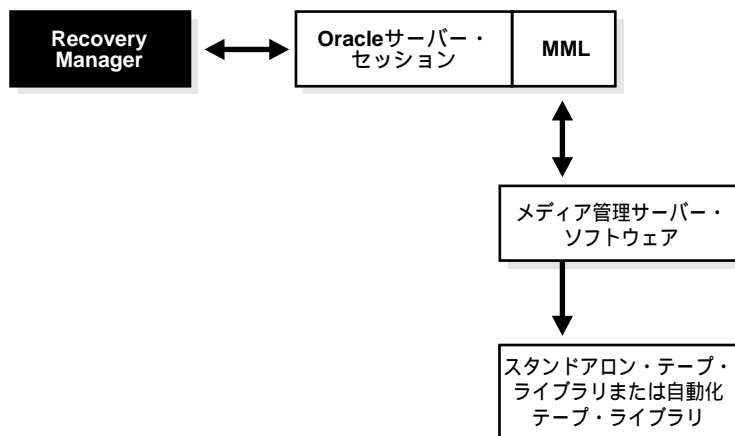 Recovery
Manager
Oracleサーバー・
セッション
MML
メディア管理サーバー・
ソフトウェア
スタンドアロン・テープ・
ライブラリまたは自動化
テープ・ライブラリ